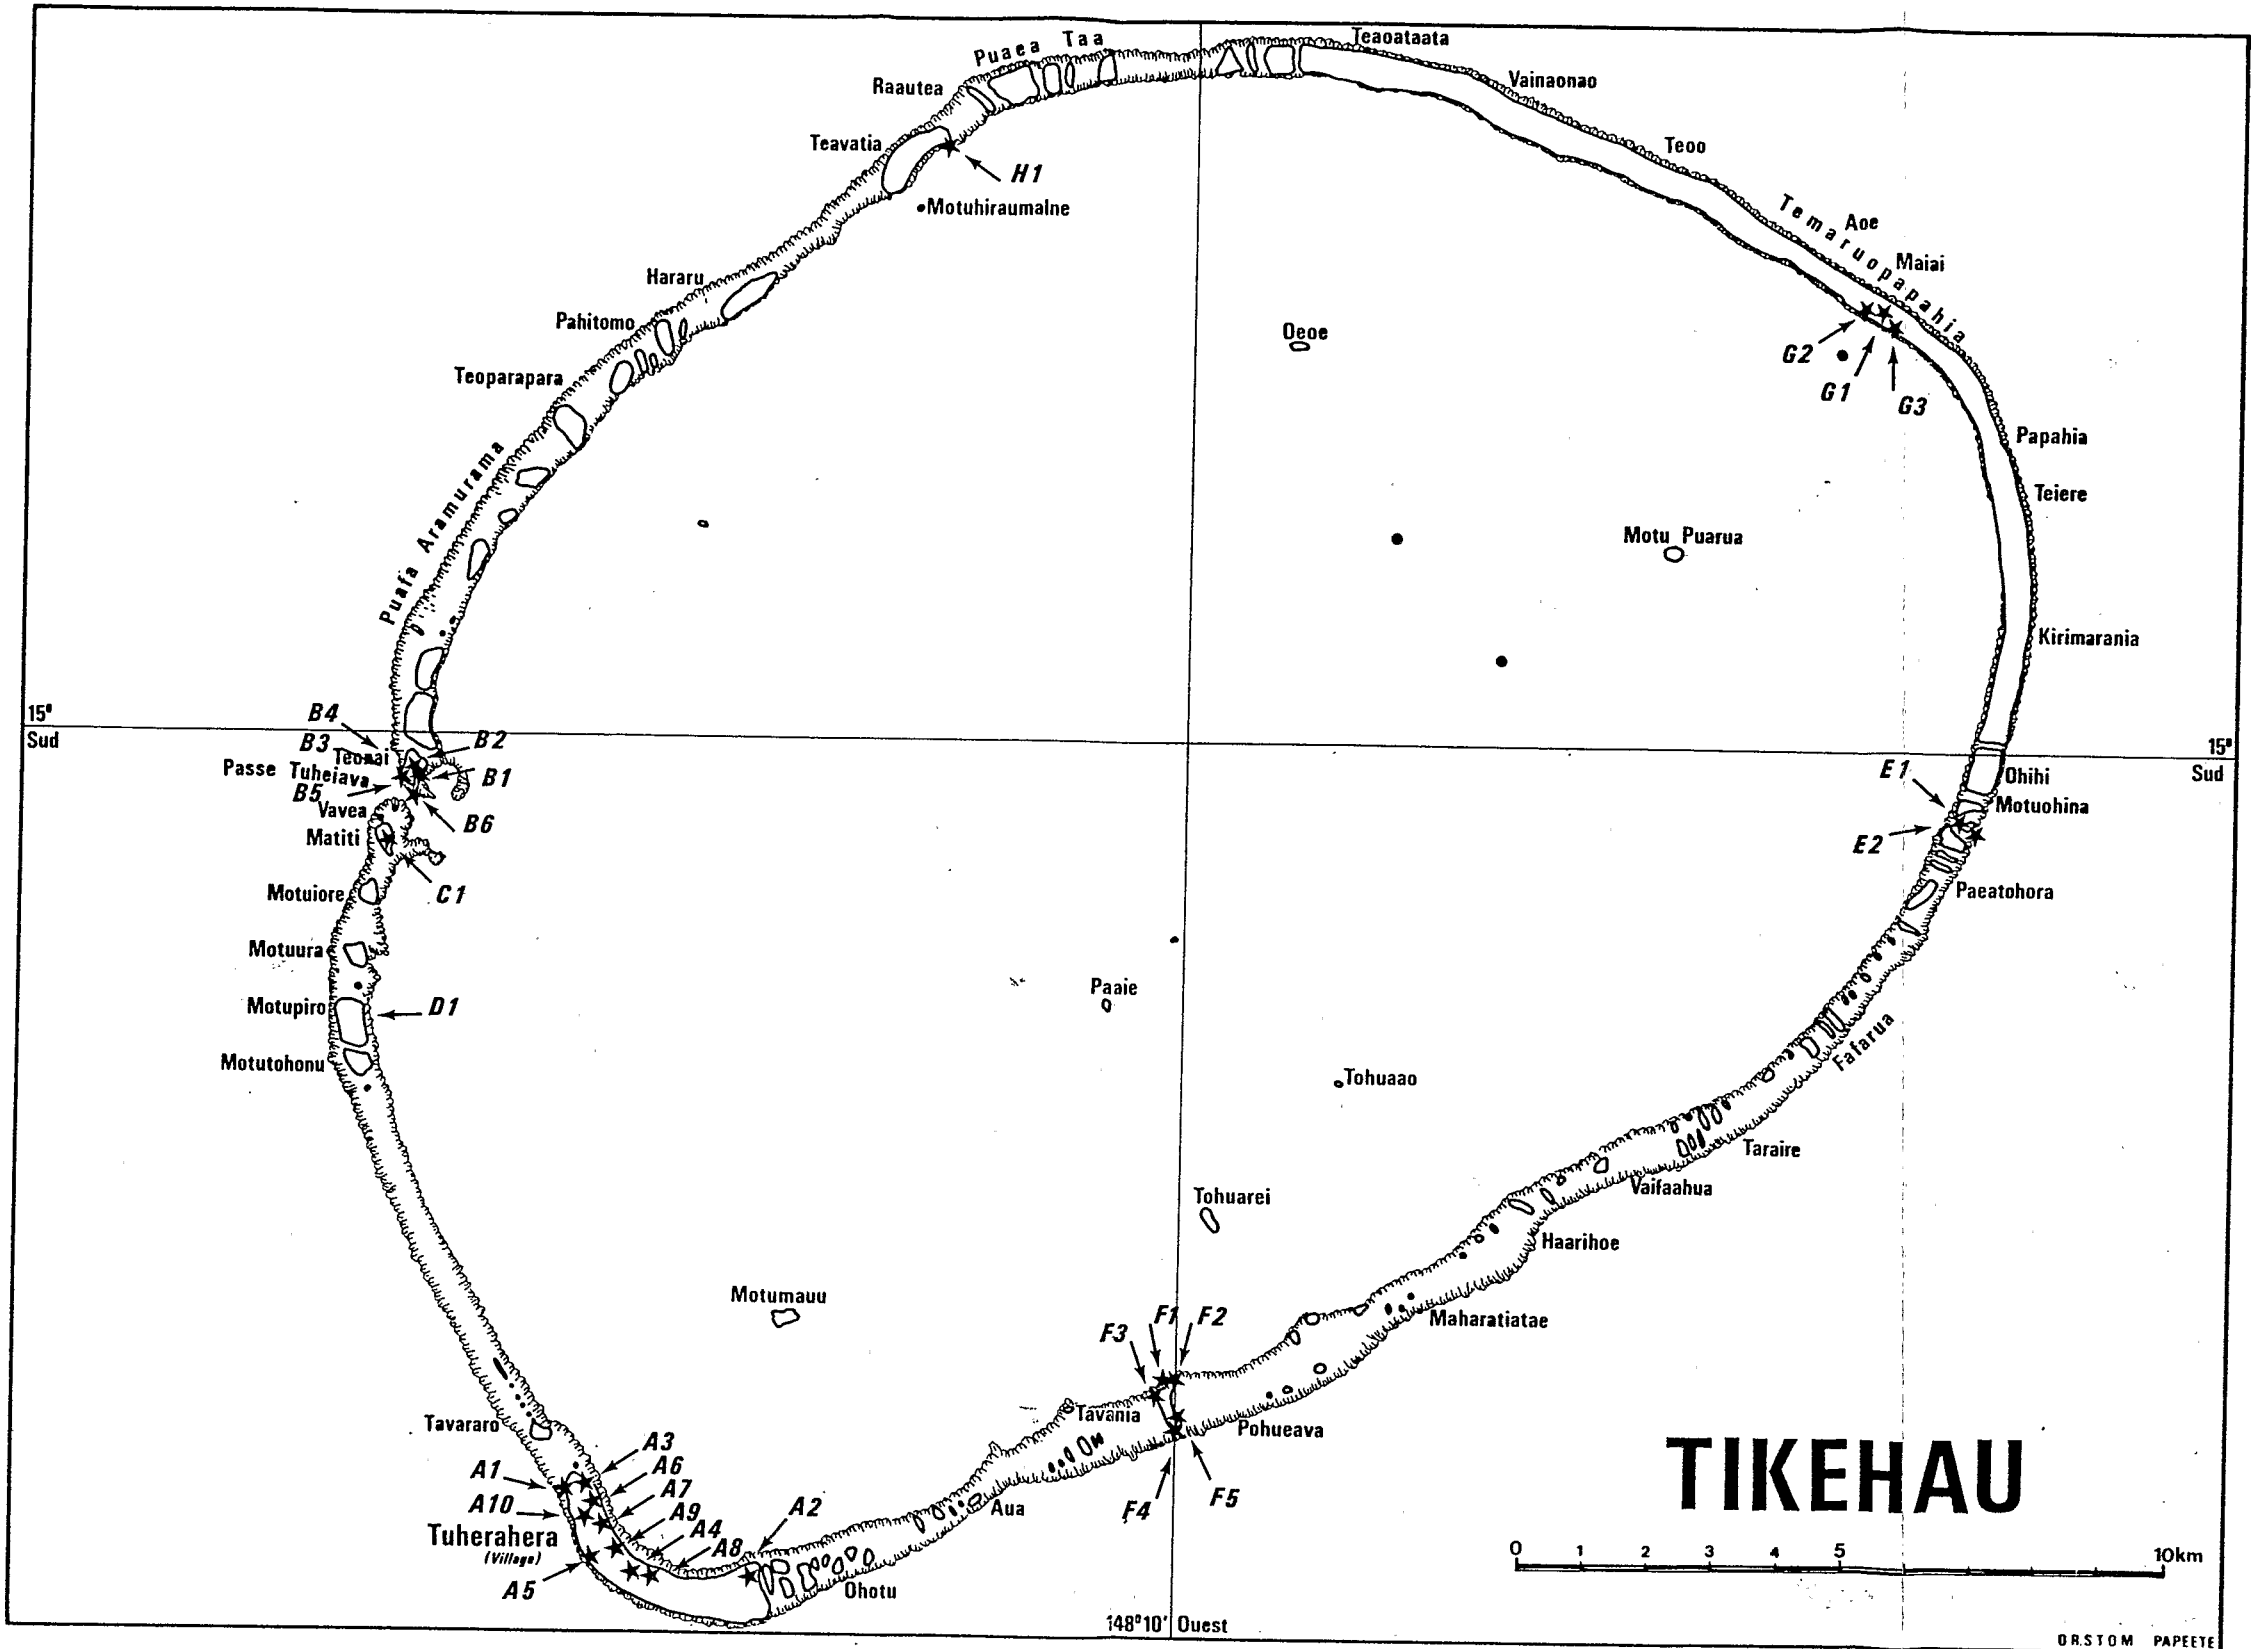 Puaea Taa
Teaoataata
Raautea
Vainaonao
Teavatia
Teoo
H1
Motuhiraumalne
Temaruopapahia
Aoe
Maiai
Hararu
Pahitomo
Oeoe
G2
G1
G3
Teoparapara
Papahia
Puafa Aramurama
Teiere
Motu Puarua
Kirimarania
15°
Sud
15°
Sud
B4
B3
Teonai
B2
Passe Tuheiava
B1
B5
Vavea
B6
Matiti
C1
E1
Ohihi
Motuohina
E2
Paeatohora
Motuiore
Motuura
Paaie
Motupiro
D1
Fafarua
Motutohonu
Tohuaao
Taraire
Vaifaahua
Tohuarei
Haarihoe
Motumauu
Maharatiatae
F3
F1
F2
Tavania
Pohueava
Tavararo
A3
A1
A6
A7
A10
A9
A2
A4
Tuherahera
(Village)
A8
A5
Aua
F4
F5
Ohotu
TIKEHAU
0 1 2 3 4 5 10km
148°10' Ouest
ORSTOM PAPEETE